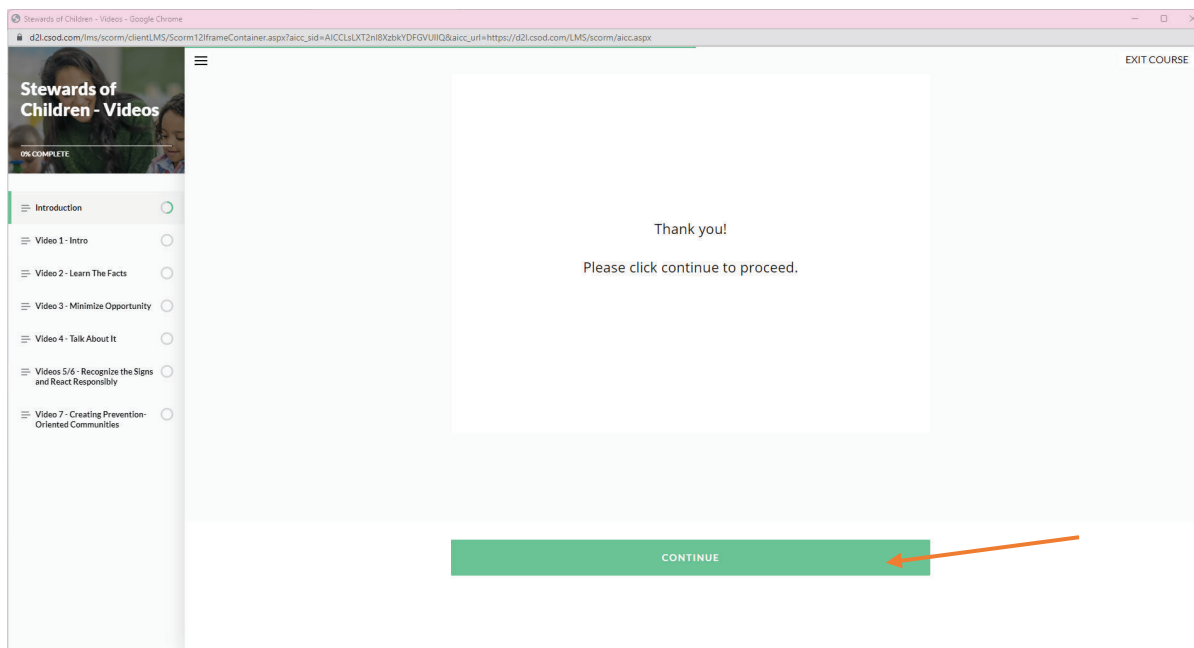 Stewards of Children - Videos - Google Chrome
d2l.csod.com/lms/scorm/clientLMS/Scorm12IframeContainer.aspx?aicc_sid=AICCLsLXT2nl8XzbkYDFGVUIIQ&aicc_url=https://d2l.csod.com/LMS/scorm/aicc.aspx
EXIT COURSE
Stewards of
Children - Videos
0% COMPLETE
Introduction
Video 1 - Intro
Video 2 - Learn The Facts
Video 3 - Minimize Opportunity
Video 4 - Talk About It
Videos 5/6 - Recognize the Signs
and React Responsibly
Video 7 - Creating Prevention-
Oriented Communities
Thank you!
Please click continue to proceed.
CONTINUE